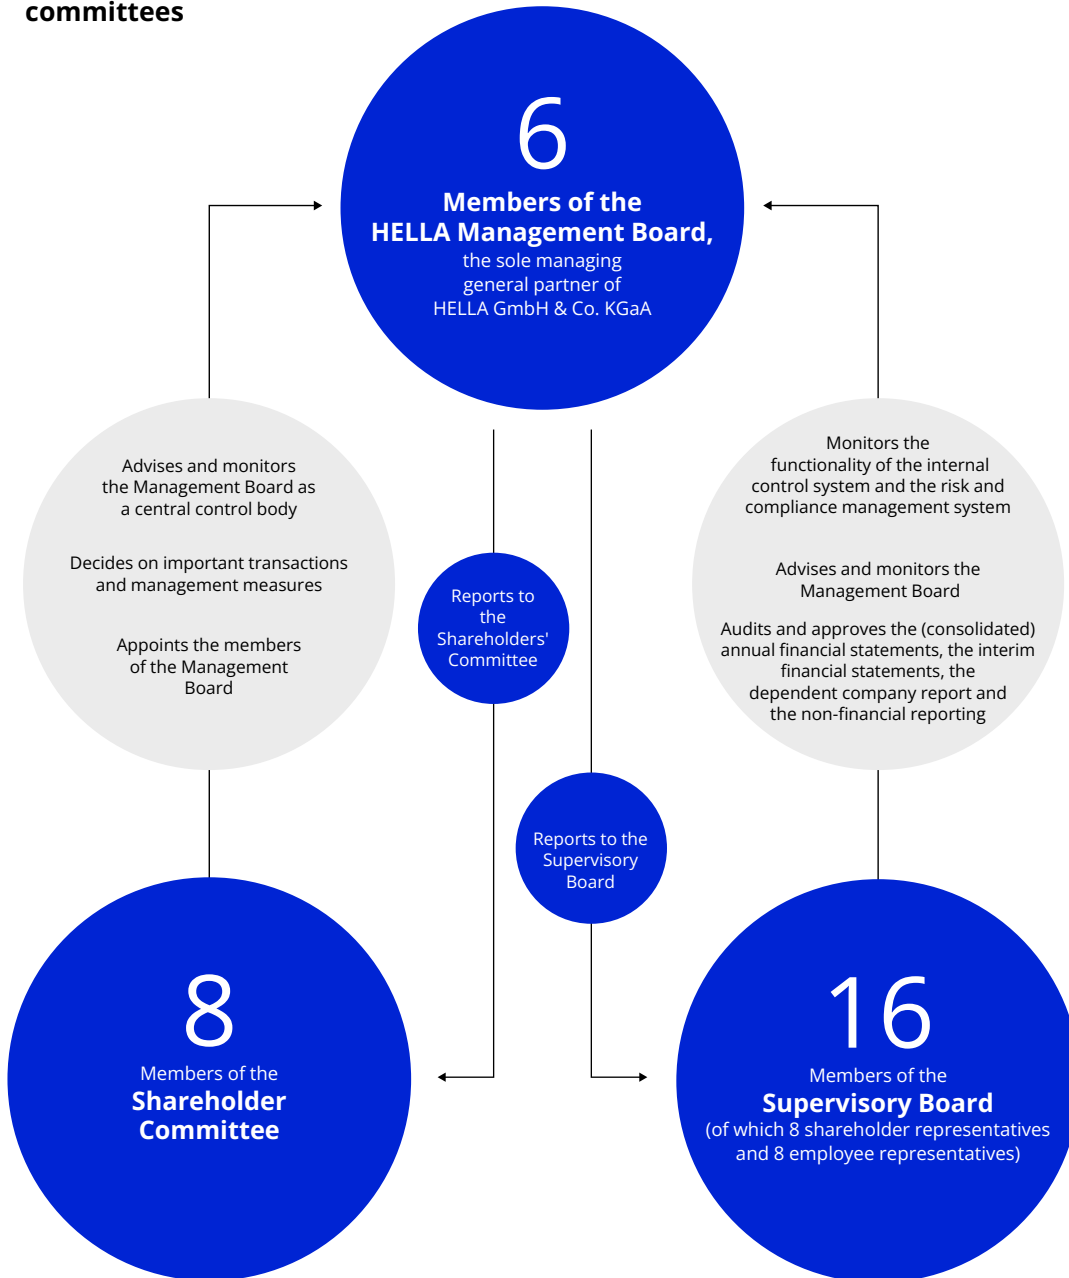 committees
6
Members of the
HELLA Management Board,
the sole managing
general partner of
HELLA GmbH & Co. KGaA
Advises and monitors
the Management Board as
a central control body
Decides on important transactions
and management measures
Appoints the members
of the Management
Board
Reports to
the
Shareholders'
Committee
Reports to the
Supervisory
Board
Monitors the
functionality of the internal
control system and the risk and
compliance management system
Advises and monitors the
Management Board
Audits and approves the (consolidated)
annual financial statements, the interim
financial statements, the
dependent company report and
the non-financial reporting
8
Members of the
Shareholder
Committee
16
Members of the
Supervisory Board
(of which 8 shareholder representatives
and 8 employee representatives)